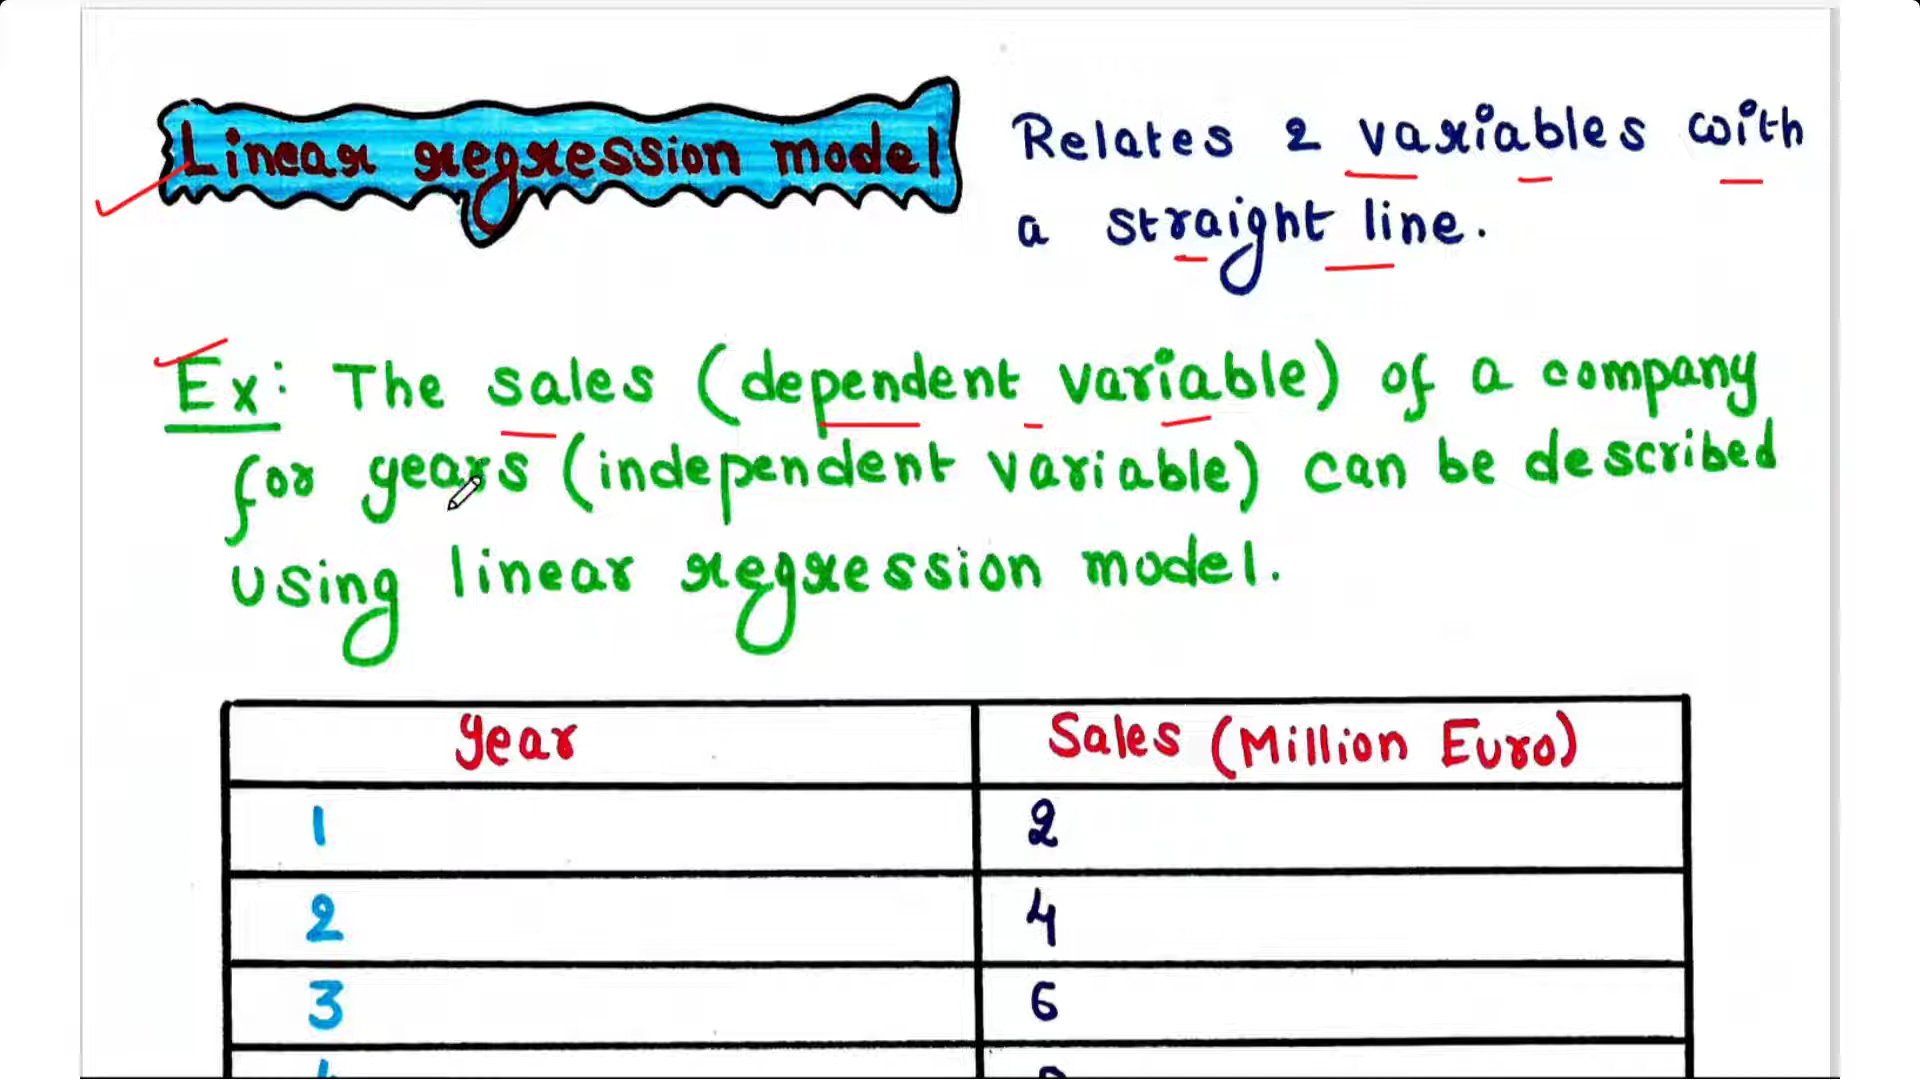 Linear regression model
Relates 2 variables with
a straight line.
Ex: The sales (dependent variable) of a company
for years (independent variable) can be described
using linear regression model.
Year Sales (Million Euro)
1 2
2 4
3 6